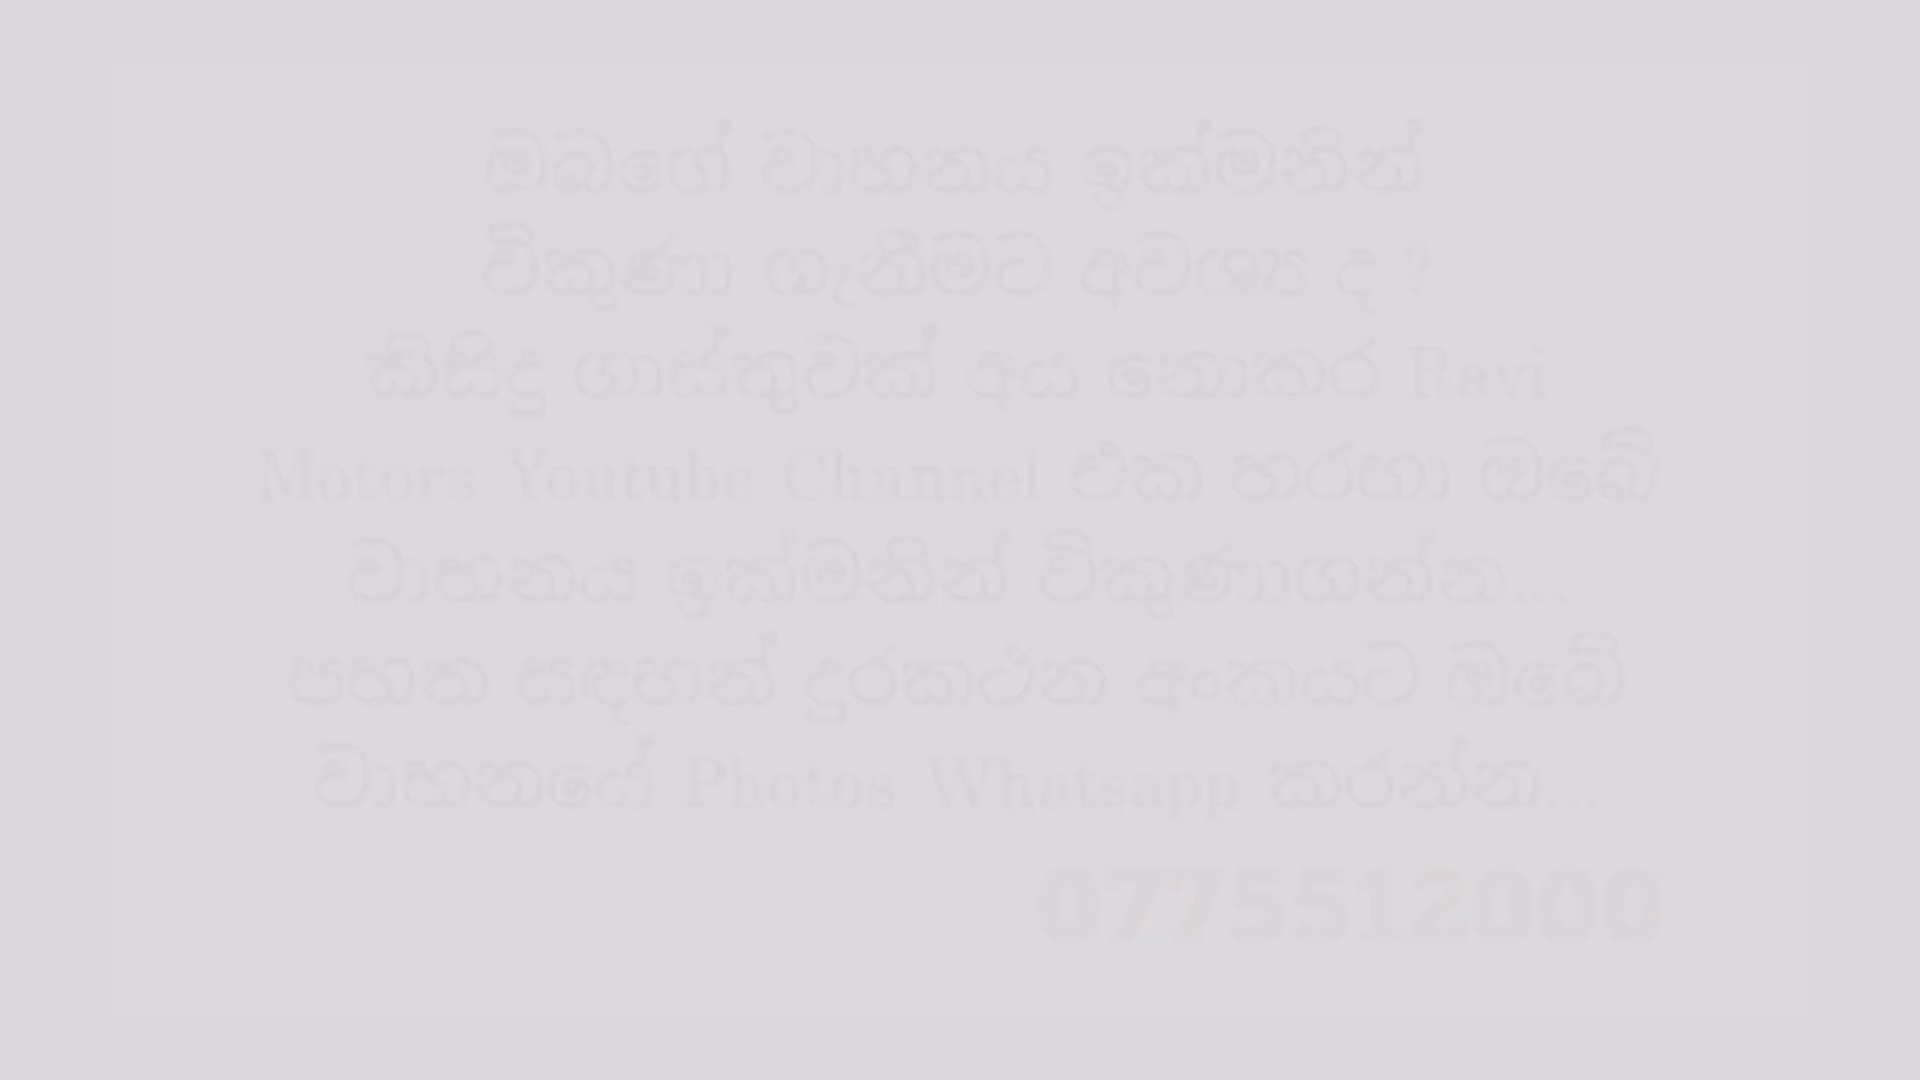 ඔබගේ වාහනය ඉක්මනින්
විකුණා ගැනීමට අවශ්‍ය ද ?
කිසිදු ගාස්තුවක් අය නොකර Ravi
Motors Youtube Channel එක හරහා ඔබේ
වාහනය ඉක්මනින් විකුණාගන්න...
පහත සඳහන් දුරකථන අංකයට ඔබේ
වාහනයේ Photos Whatsapp කරන්න...
0775512000